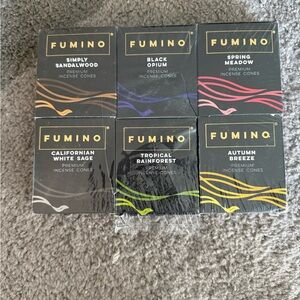 FUMINO
SIMPLY
SANDALWOOD
PREMIUM
INCENSE CONES
FUMINO
BLACK
OPIUM
PREMIUM
INCENSE CONES
FUMINO
SPRING
MEADOW
PREMIUM
INCENSE CONES
FUMINO
CALIFORNIAN
WHITE SAGE
PREMIUM
INCENSE CONES
FUMINO
TROPICAL
RAINFOREST
PREMIUM
INCENSE CONES
FUMINO
AUTUMN
BREEZE
PREMIUM
INCENSE CONES